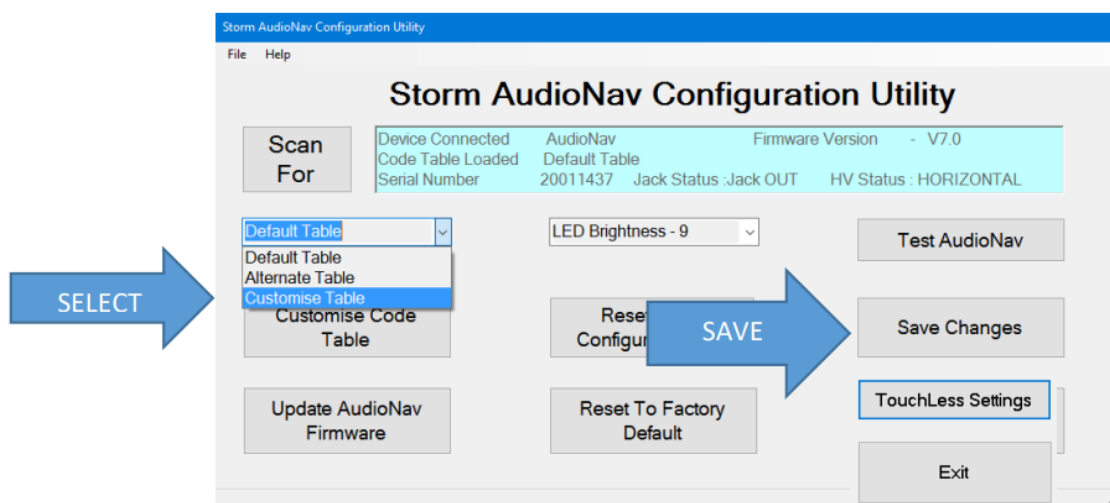 Storm AudioNav Configuration Utility
File Help
Storm AudioNav Configuration Utility
Scan
For
Device Connected AudioNav Firmware Version - V7.0
Code Table Loaded Default Table
Serial Number 20011437 Jack Status :Jack OUT HV Status : HORIZONTAL
Default Table
LED Brightness - 9
Test AudioNav
Default Table
Alternate Table
Customise Table
SELECT
Customise Code
Table
SAVE
Save Changes
Update AudioNav
Firmware
Reset To Factory
Default
TouchLess Settings
Exit